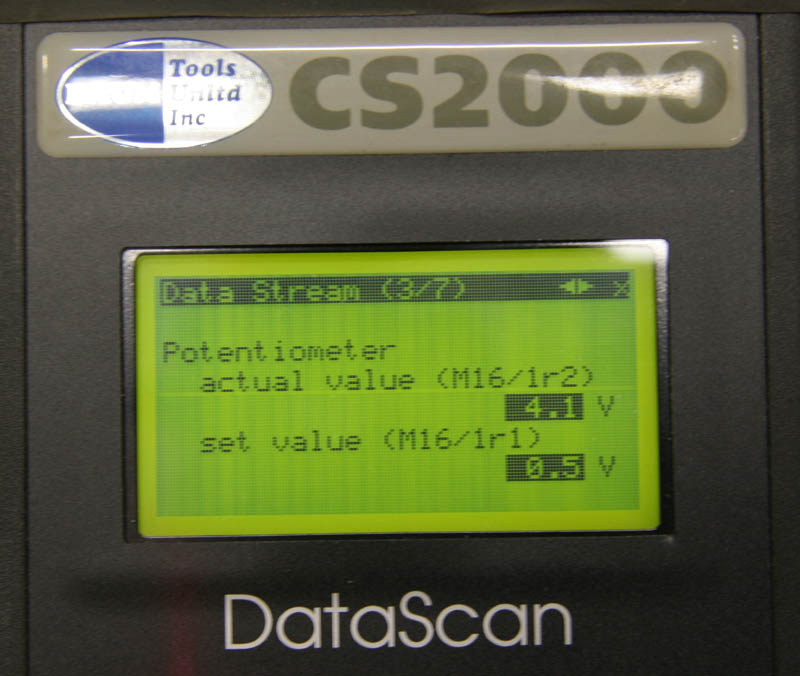 Tools
Unltd
Inc
CS2000
Data Stream (3/7)
Potentiometer
actual value (M16/1r2)
4.1 V
set value (M16/1r1)
0.5 V
DataScan